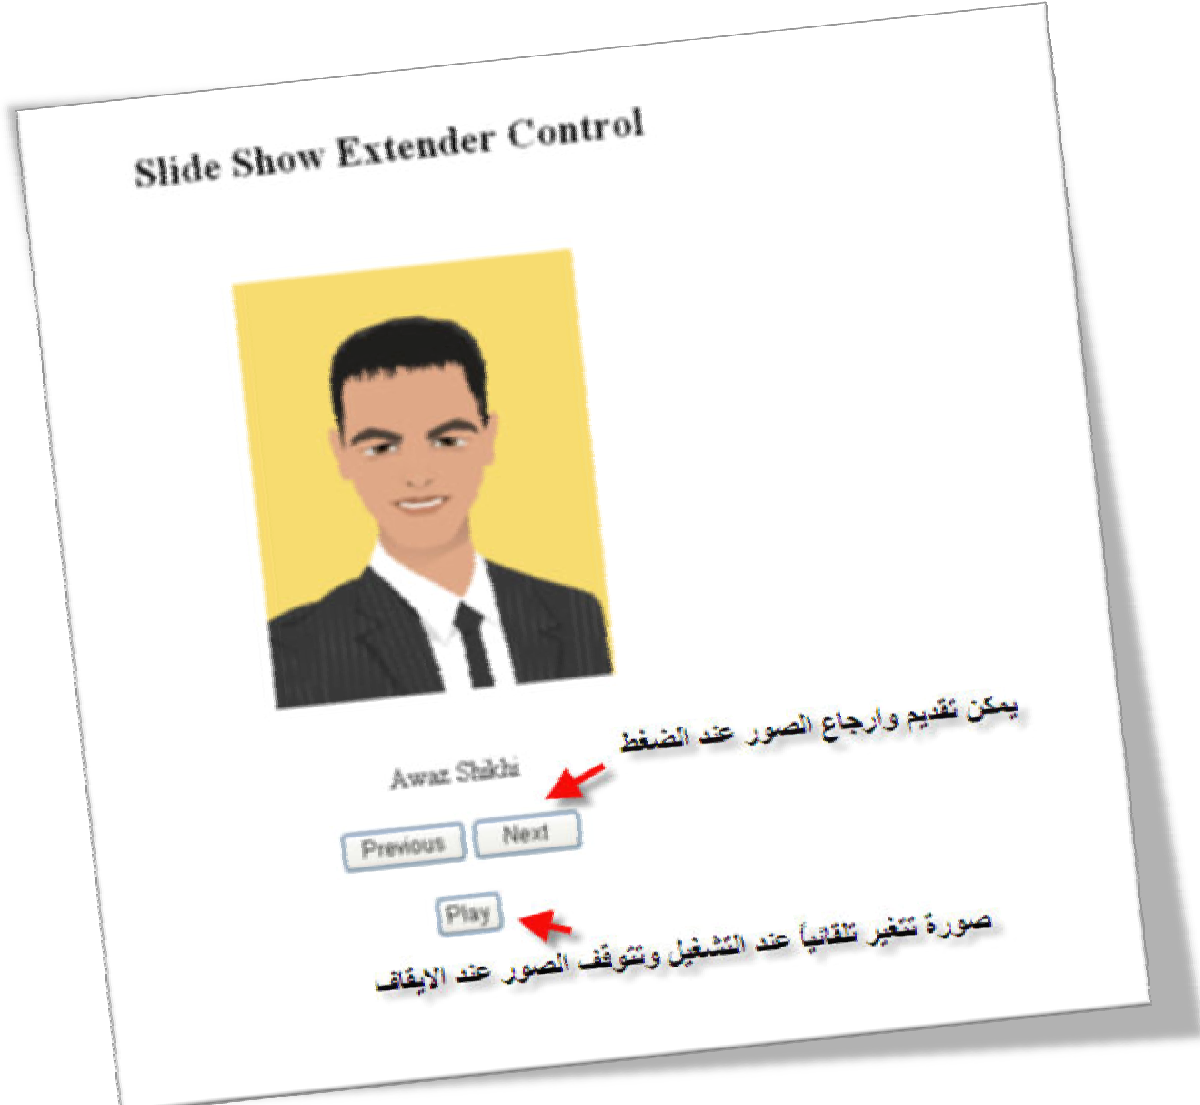 Slide Show Extender Control
يمكن تقديم وارجاع الصور عند الضغط
Awaz Shikhi
Previous
Next
Play
صورة تتغير تلقائياً عند التشغيل وتتوقف الصور عند الايقاف